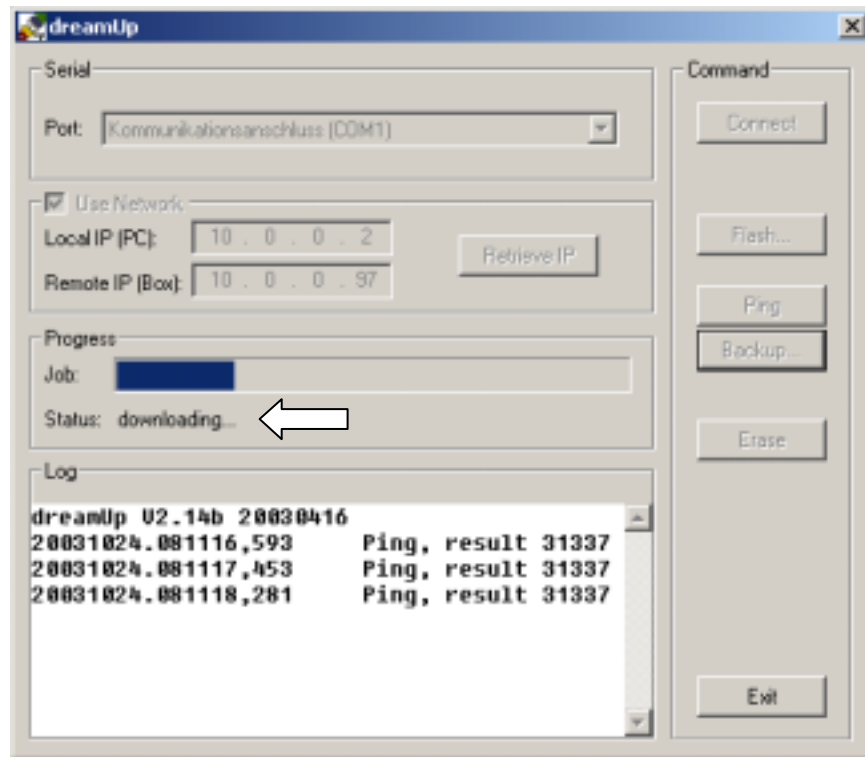 dreamUp
Serial
Port: Kommunikationsanschluss (COM1)
Use Network
Local IP (PC): 10 . 0 . 0 . 2
Remote IP (Box): 10 . 0 . 0 . 97
Retrieve IP
Progress
Job:
Status: downloading...
Log
dreamUp V2.14b 20030416
20031024.081116,593 Ping, result 31337
20031024.081117,453 Ping, result 31337
20031024.081118,281 Ping, result 31337
Command
Connect
Flash...
Ping
Backup...
Erase
Exit